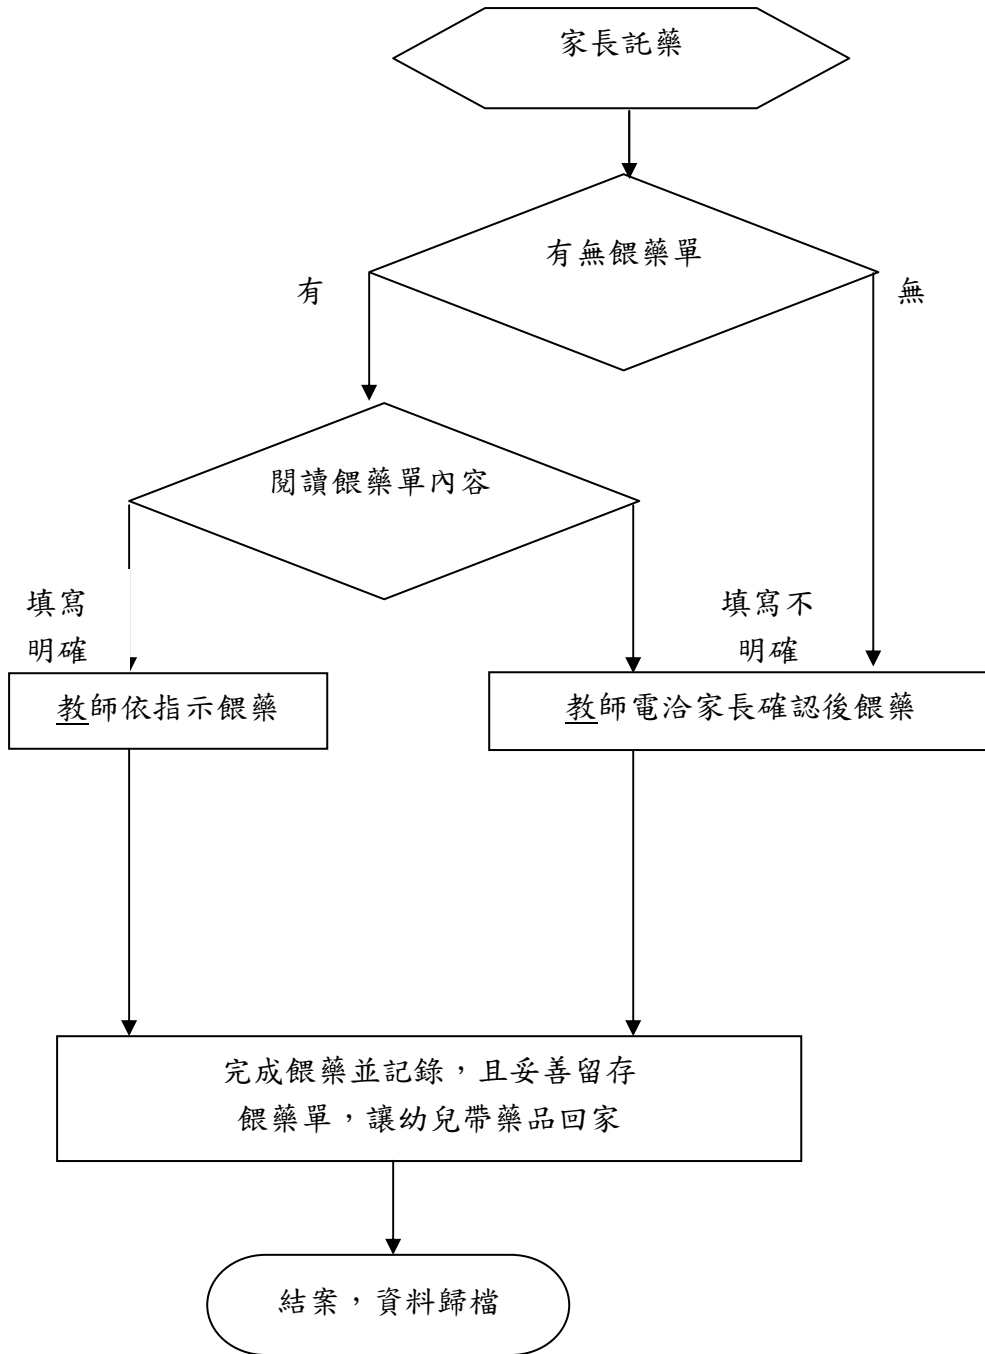 家長託藥
有無餵藥單
有
無
閱讀餵藥單內容
填寫
明確
填寫不
明確
教師依指示餵藥
教師電洽家長確認後餵藥
完成餵藥並記錄，且妥善留存
餵藥單，讓幼兒帶藥品回家
結案，資料歸檔